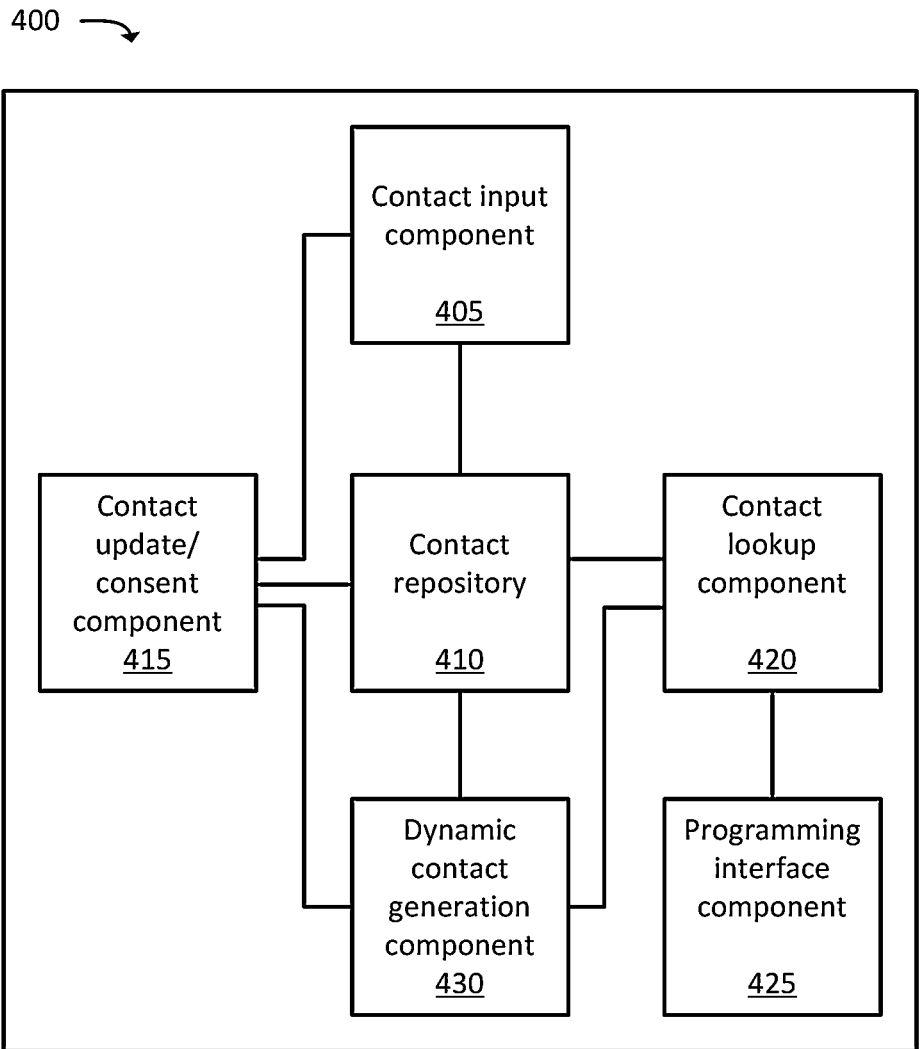 400
Contact input
component
405
Contact
update/
consent
component
415
Contact
repository
410
Contact
lookup
component
420
Dynamic
contact
generation
component
430
Programming
interface
component
425